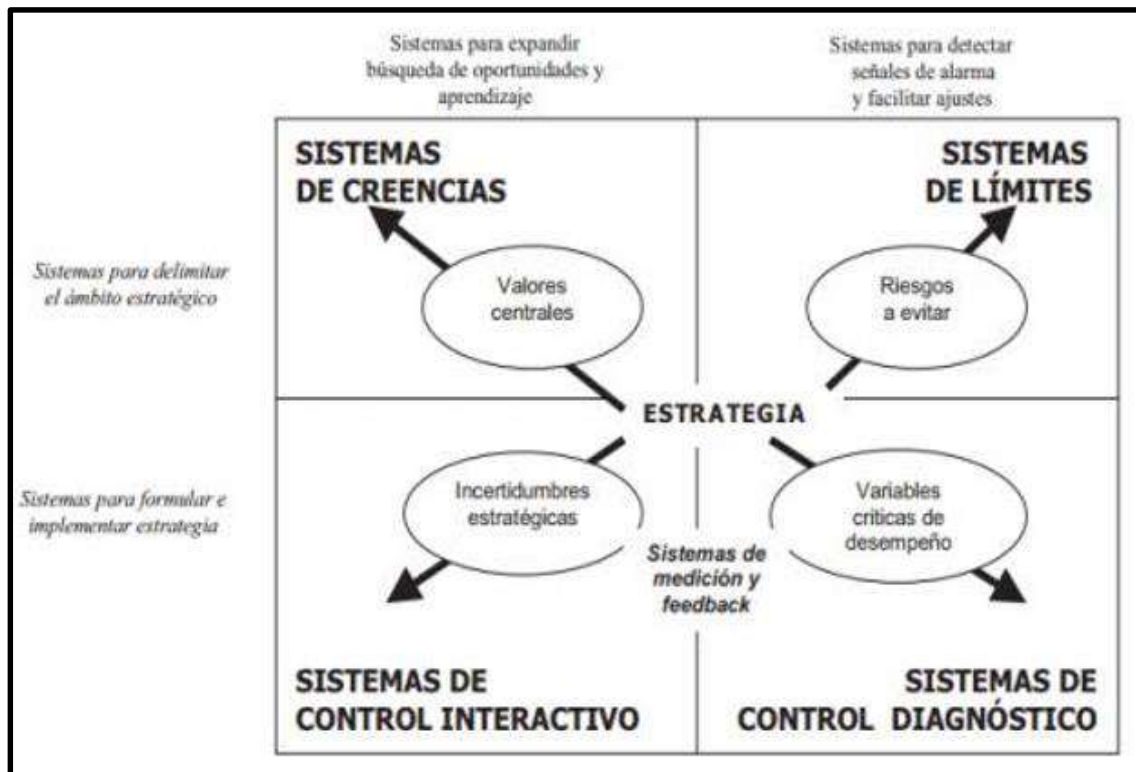 Sistemas para expandir
búsqueda de oportunidades y
aprendizaje
Sistemas para detectar
señales de alarma
y facilitar ajustes
SISTEMAS
DE CREENCIAS
SISTEMAS
DE LÍMITES
Sistemas para delimitar
el ámbito estratégico
Valores
centrales
Riesgos
a evitar
ESTRATEGIA
Sistemas para formular e
implementar estrategia
Incertidumbres
estratégicas
Variables
criticas de
desempeño
Sistemas de
medición y
feedback
SISTEMAS DE
CONTROL INTERACTIVO
SISTEMAS DE
CONTROL DIAGNÓSTICO